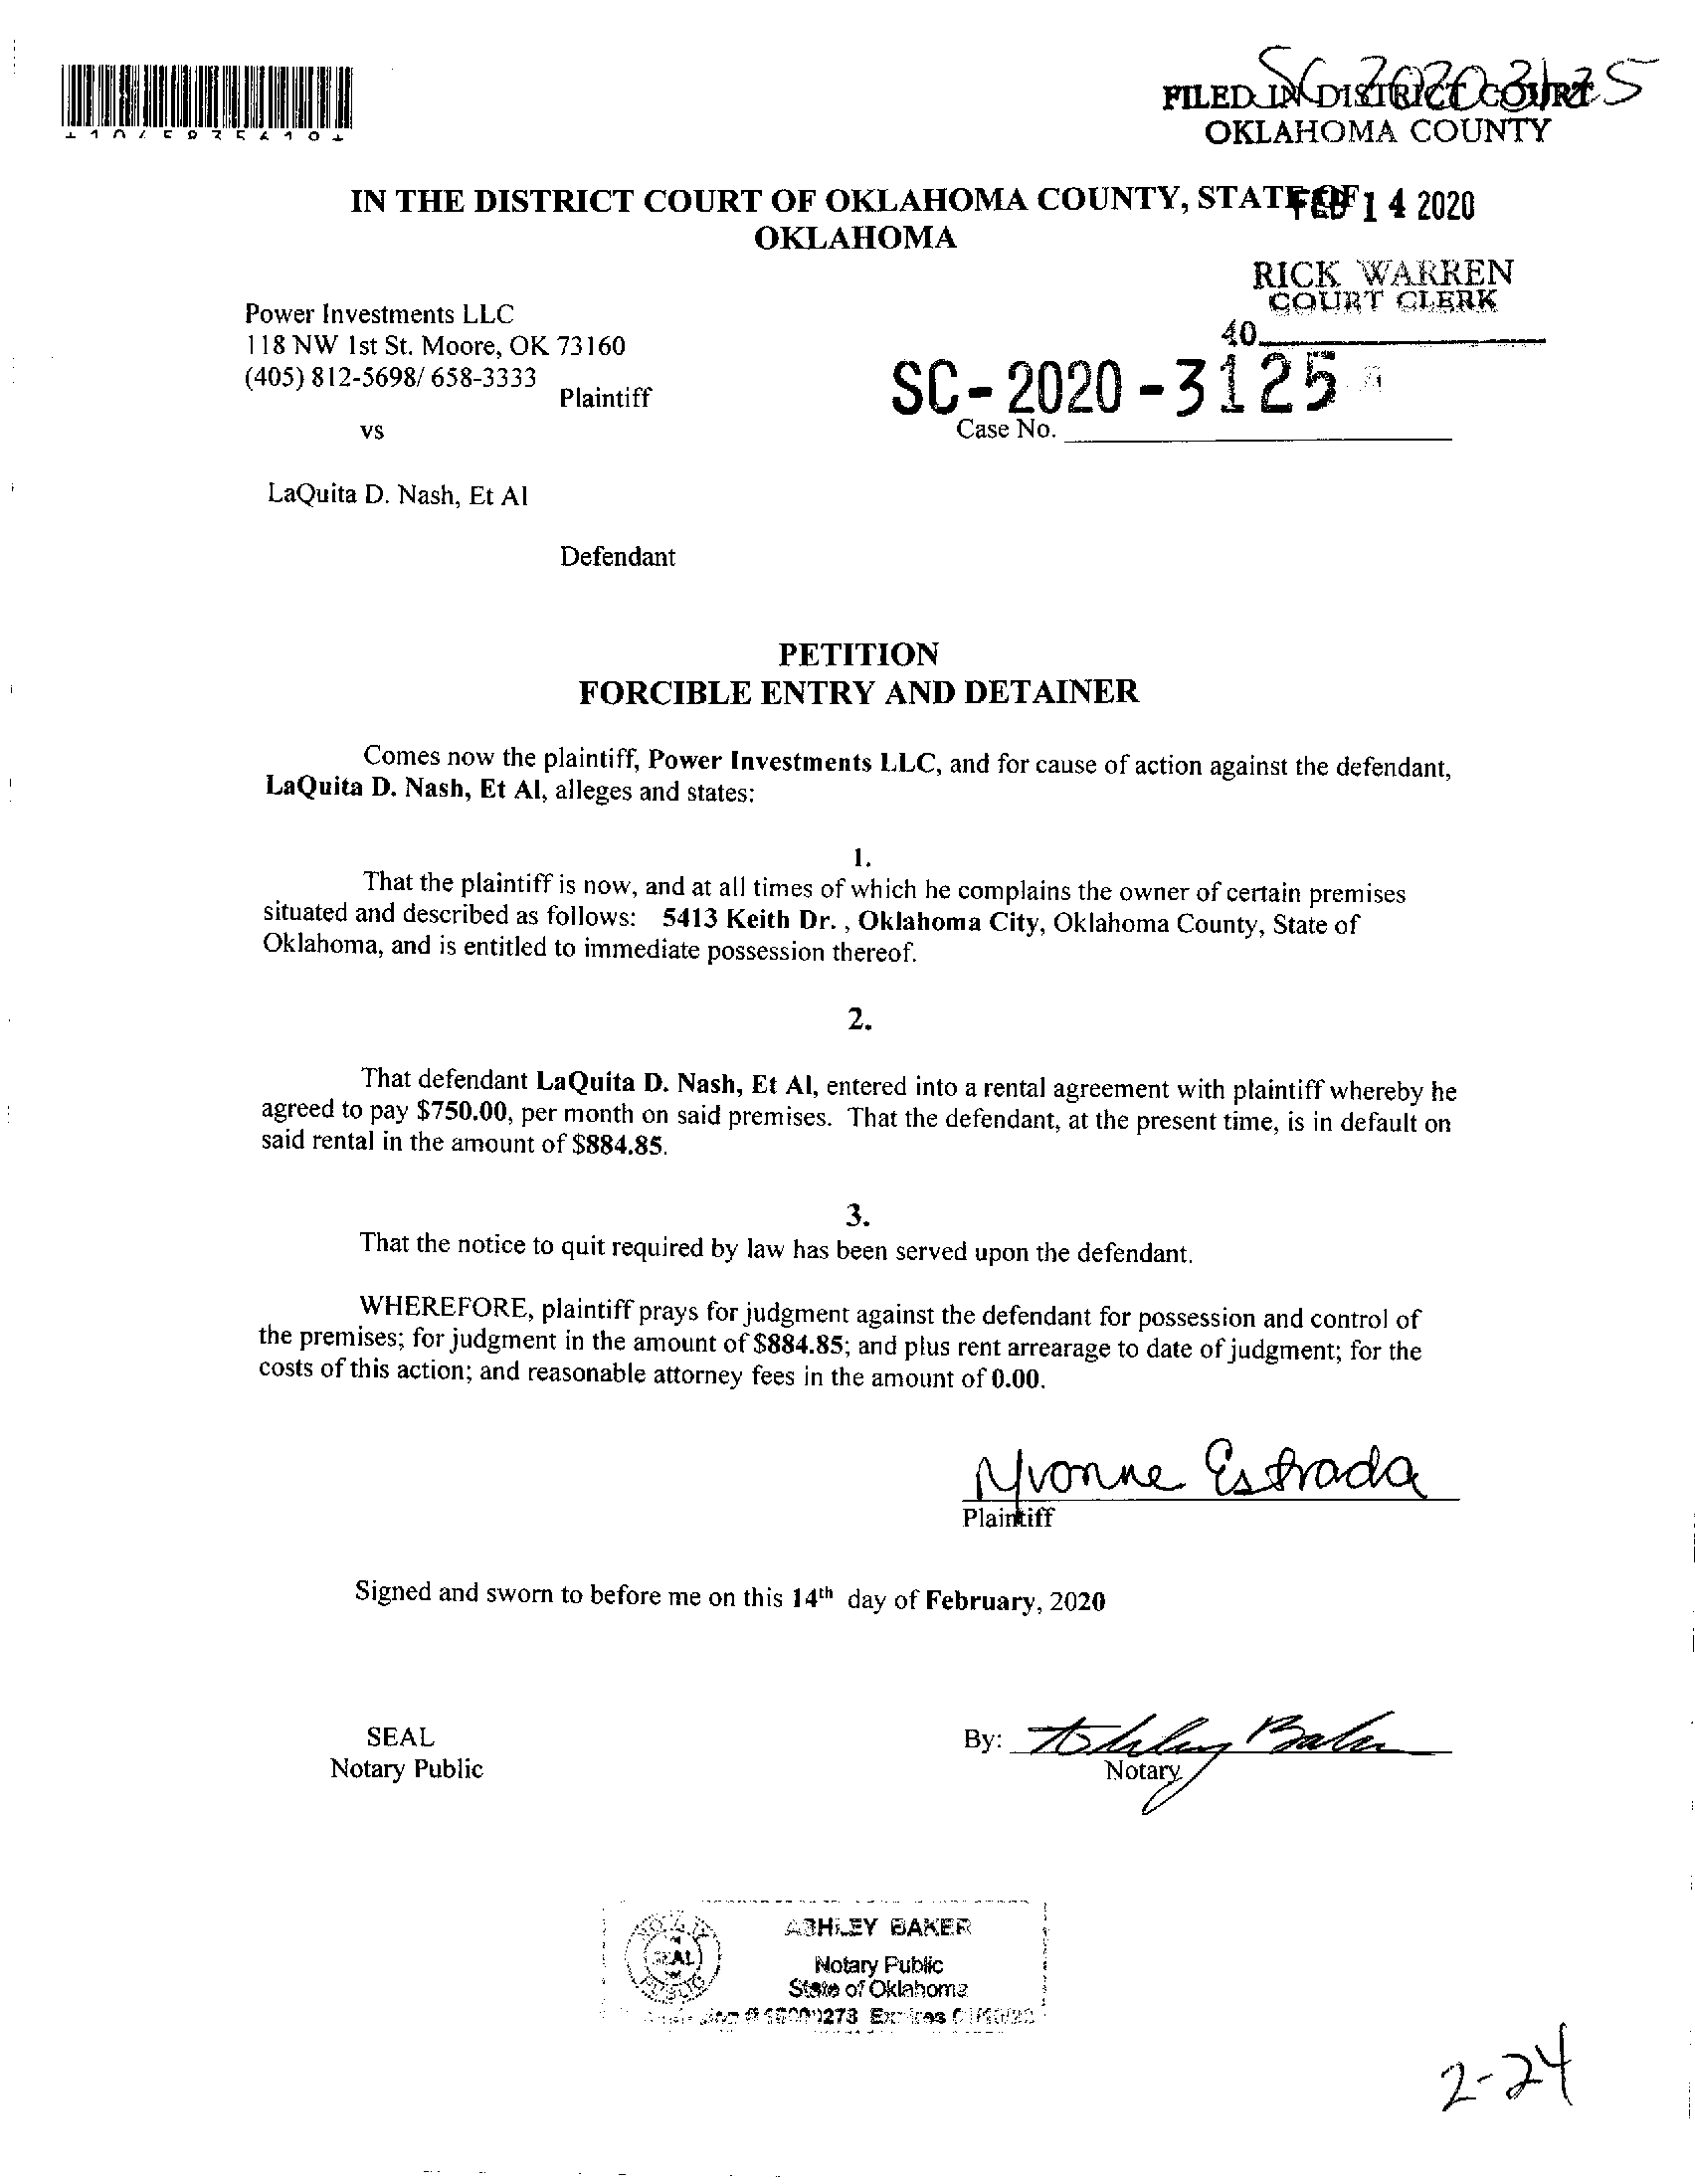 SC 2020 3125
FILED IN DISTRICT COURT
OKLAHOMA COUNTY
IN THE DISTRICT COURT OF OKLAHOMA COUNTY, STATE OF
FEB 14 2020
OKLAHOMA
RICK WARREN
COURT CLERK
40
Power Investments LLC
118 NW 1st St. Moore, OK 73160
(405) 812-5698/ 658-3333
Plaintiff
SC-2020-3125
vs
Case No.
LaQuita D. Nash, Et Al
Defendant
PETITION
FORCIBLE ENTRY AND DETAINER
Comes now the plaintiff, Power Investments LLC, and for cause of action against the defendant,
LaQuita D. Nash, Et Al, alleges and states:
1.
That the plaintiff is now, and at all times of which he complains the owner of certain premises
situated and described as follows: 5413 Keith Dr. , Oklahoma City, Oklahoma County, State of
Oklahoma, and is entitled to immediate possession thereof.
2.
That defendant LaQuita D. Nash, Et Al, entered into a rental agreement with plaintiff whereby he
agreed to pay $750.00, per month on said premises. That the defendant, at the present time, is in default on
said rental in the amount of $884.85.
3.
That the notice to quit required by law has been served upon the defendant.
WHEREFORE, plaintiff prays for judgment against the defendant for possession and control of
the premises; for judgment in the amount of $884.85; and plus rent arrearage to date of judgment; for the
costs of this action; and reasonable attorney fees in the amount of 0.00.
Yvonne Estrada
Plaintiff
Signed and sworn to before me on this 14th day of February, 2020
SEAL
By: Ashley Baker
Notary Public
Notary
ASHLEY BAKER
SEAL
Notary Public
State of Oklahoma
Expires
2-24